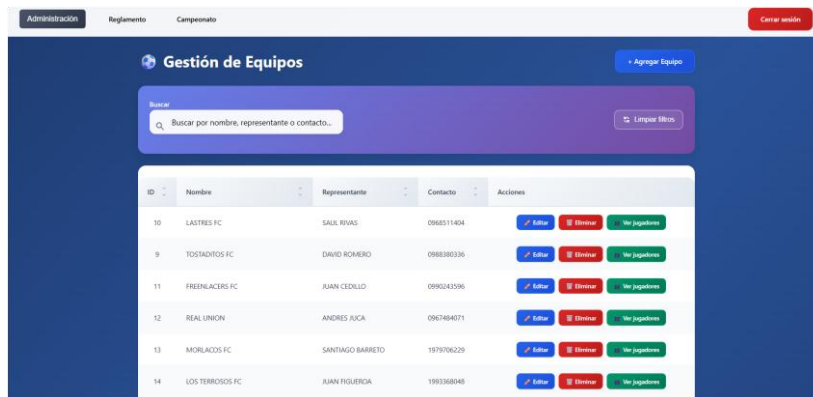 Administración Reglamento Campeonato Cerrar sesión
Gestión de Equipos + Agregar Equipo
Buscar
Buscar por nombre, representante o contacto... Limpiar filtros
ID Nombre Representante Contacto Acciones
10 LASTRES FC SAUL RIVAS 0968511404 Editar Eliminar Ver jugadores
9 TOSTADITOS FC DAVID ROMERO 0988380336 Editar Eliminar Ver jugadores
11 FREENLACERS FC JUAN CEDILLO 0990243596 Editar Eliminar Ver jugadores
12 REAL UNION ANDRES JUCA 0967484071 Editar Eliminar Ver jugadores
13 MORLACOS FC SANTIAGO BARRETO 1979706229 Editar Eliminar Ver jugadores
14 LOS TERROSOS FC JUAN FIGUEROA 1993368048 Editar Eliminar Ver jugadores